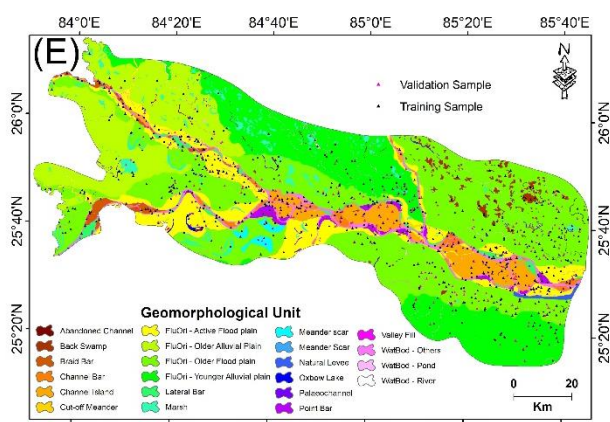 84°0'E 84°20'E 84°40'E 85°0'E 85°20'E 85°40'E
(E)
N
Validation Sample
Training Sample
26°0'N
26°0'N
25°40'N
25°40'N
25°20'N
25°20'N
Geomorphological Unit
Abandoned Channel
Back Swamp
Braid Bar
Channel Bar
Channel Island
Cut-off Meander
FluOri - Active Flood plain
FluOri - Older Alluvial Plain
FluOri - Older Flood plain
FluOri - Younger Alluvial plain
Lateral Bar
Marsh
Meander scar
Meander Scar
Natural Levee
Oxbow Lake
Palaeochannel
Point Bar
Valley Fill
WatBod - Others
WatBod - Pond
WatBod - River
0 20
Km